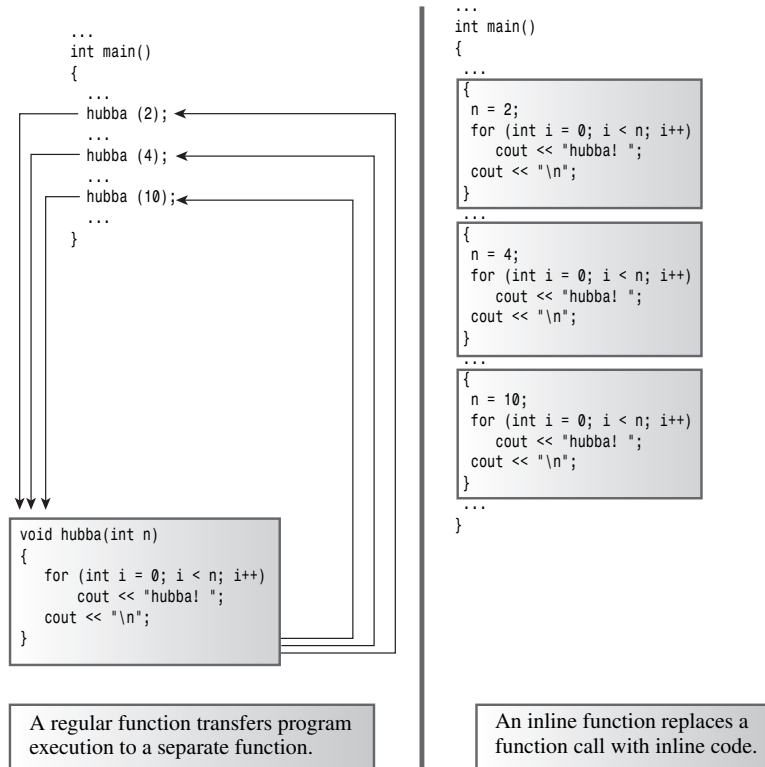 ...
int main()
{
...
hubba (2);
...
hubba (4);
...
hubba (10);
...
}
void hubba(int n)
{
for (int i = 0; i < n; i++)
cout << "hubba! ";
cout << "\n";
}
A regular function transfers program
execution to a separate function.
...
int main()
{
...
{
n = 2;
for (int i = 0; i < n; i++)
cout << "hubba! ";
cout << "\n";
}
...
{
n = 4;
for (int i = 0; i < n; i++)
cout << "hubba! ";
cout << "\n";
}
...
{
n = 10;
for (int i = 0; i < n; i++)
cout << "hubba! ";
cout << "\n";
}
...
}
An inline function replaces a
function call with inline code.